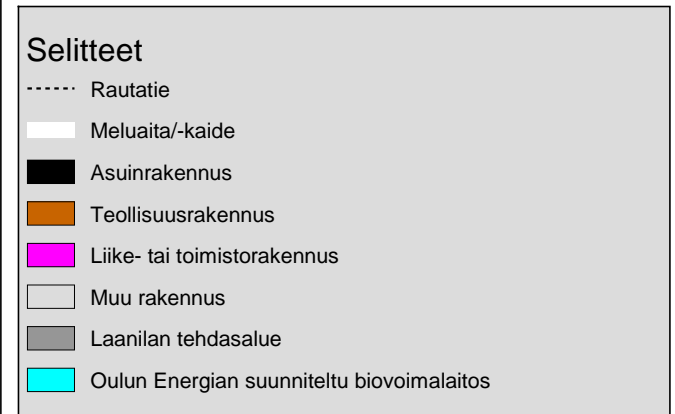 Selitteet
Rautatie
Meluaita/-kaide
Asuinrakennus
Teollisuusrakennus
Liike- tai toimistorakennus
Muu rakennus
Laanilan tehdasalue
Oulun Energian suunniteltu biovoimalaitos